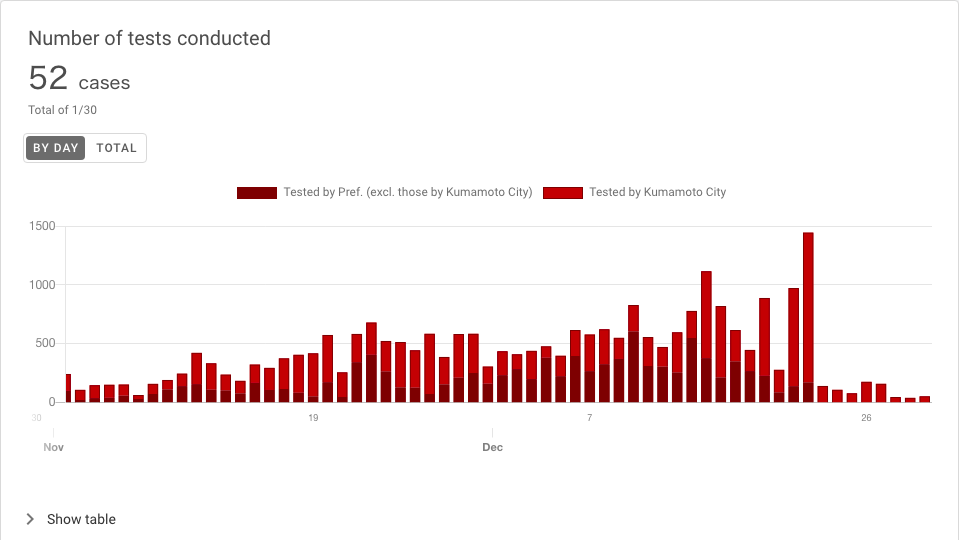 Number of tests conducted
52 cases
Total of 1/30
BY DAY TOTAL
Tested by Pref. (excl. those by Kumamoto City) Tested by Kumamoto City
1500
1000
500
0
30 19 7 26
Nov Dec
Show table